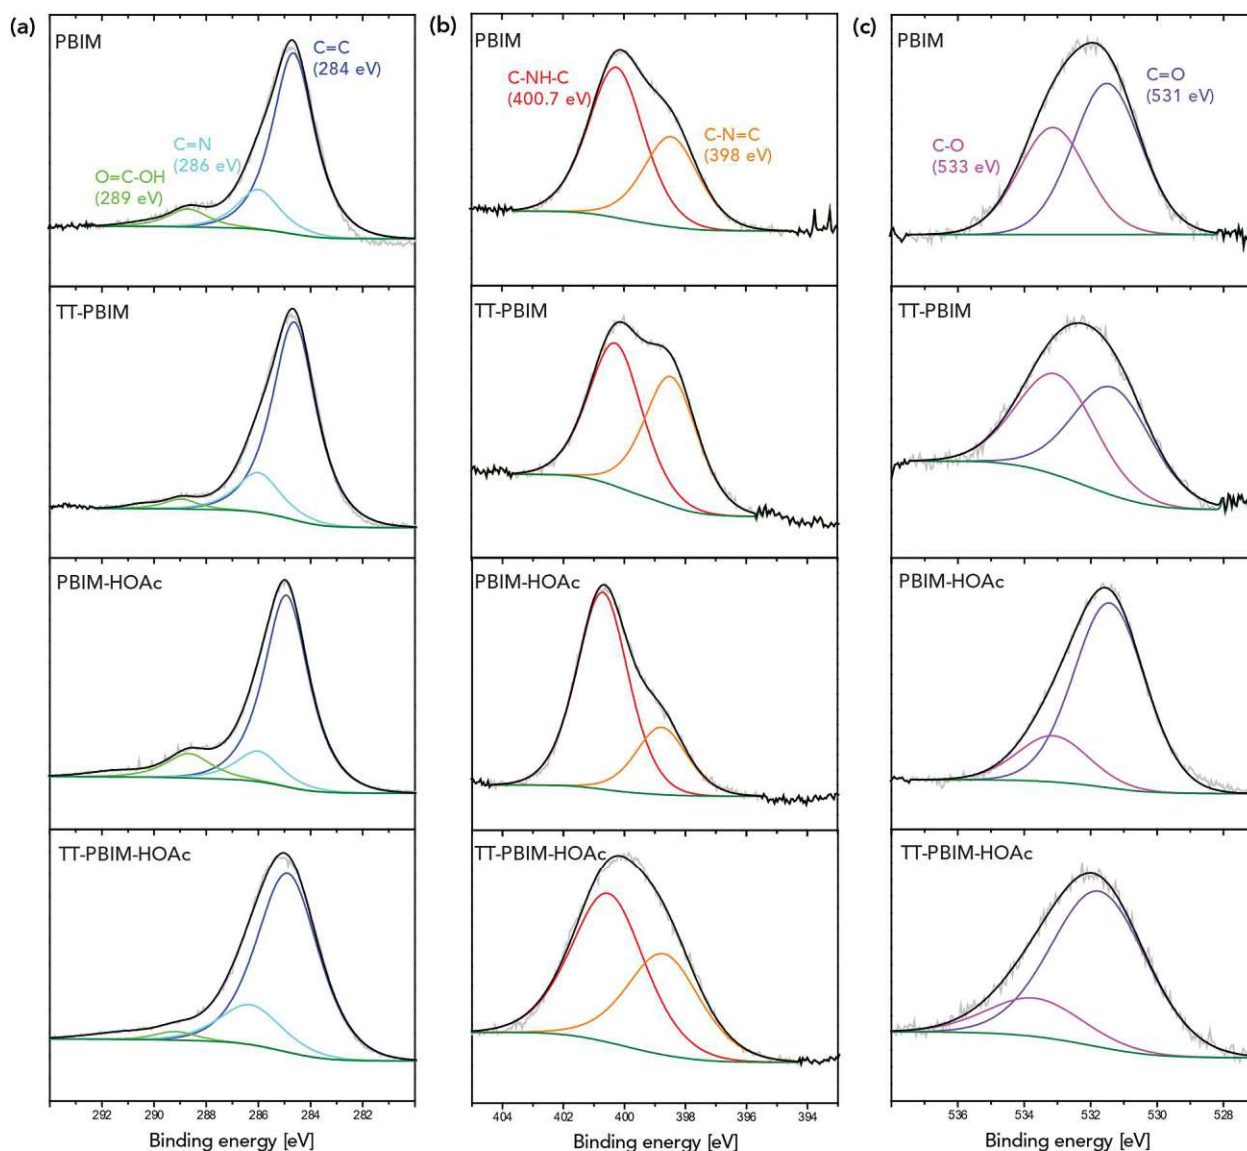 (a)
PBIM
C=C
(284 eV)
C=N
(286 eV)
O=C-OH
(289 eV)
TT-PBIM
PBIM-HOAc
TT-PBIM-HOAc
292 290 288 286 284 282
Binding energy [eV]
(b)
PBIM
C-NH-C
(400.7 eV)
C-N=C
(398 eV)
TT-PBIM
PBIM-HOAc
TT-PBIM-HOAc
404 402 400 398 396 394
Binding energy [eV]
(c)
PBIM
C=O
(531 eV)
C-O
(533 eV)
TT-PBIM
PBIM-HOAc
TT-PBIM-HOAc
536 534 532 530 528
Binding energy [eV]